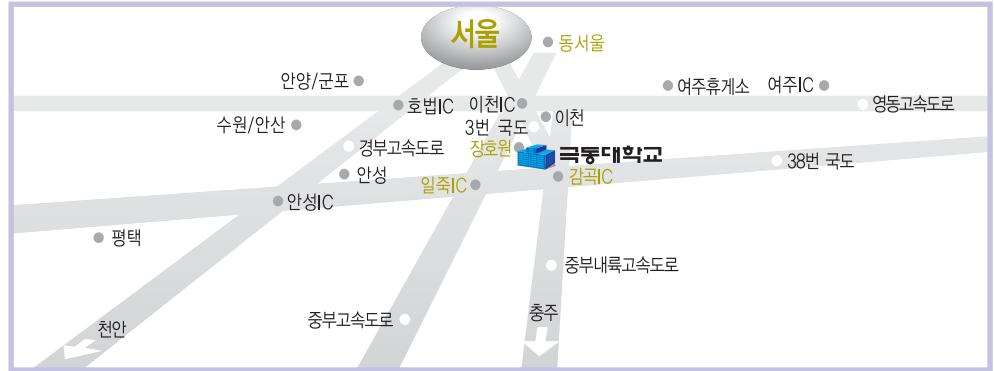 서울
동서울
안양/군포
여주휴게소
여주IC
호법IC
이천IC
영동고속도로
이천
수원/안산
3번 국도
경부고속도로
장호원
극동대학교
38번 국도
안성
일죽IC
감곡IC
안성IC
평택
중부내륙고속도로
중부고속도로
충주
천안